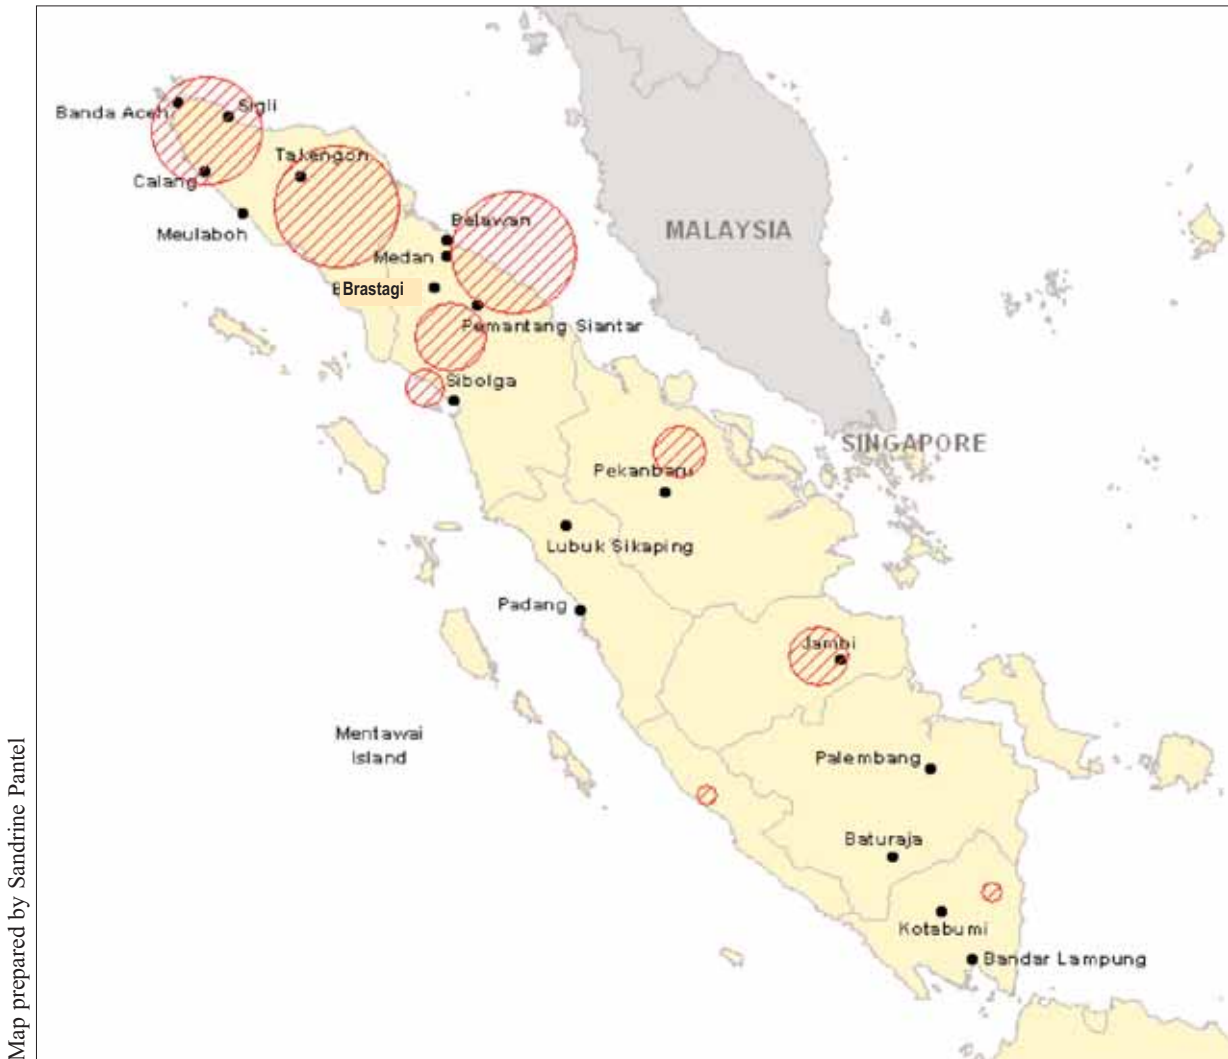 Banda Aceh
Sigli
Takengon
Calang
Meulaboh
Belawan
Medan
Brastagi
Pemantang Siantar
Sibolga
MALAYSIA
SINGAPORE
Pekanbaru
Lubuk Sikaping
Padang
Jambi
Mentawai
Island
Palembang
Baturaja
Kotabumi
Bandar Lampung
Map prepared by Sandrine Pantel